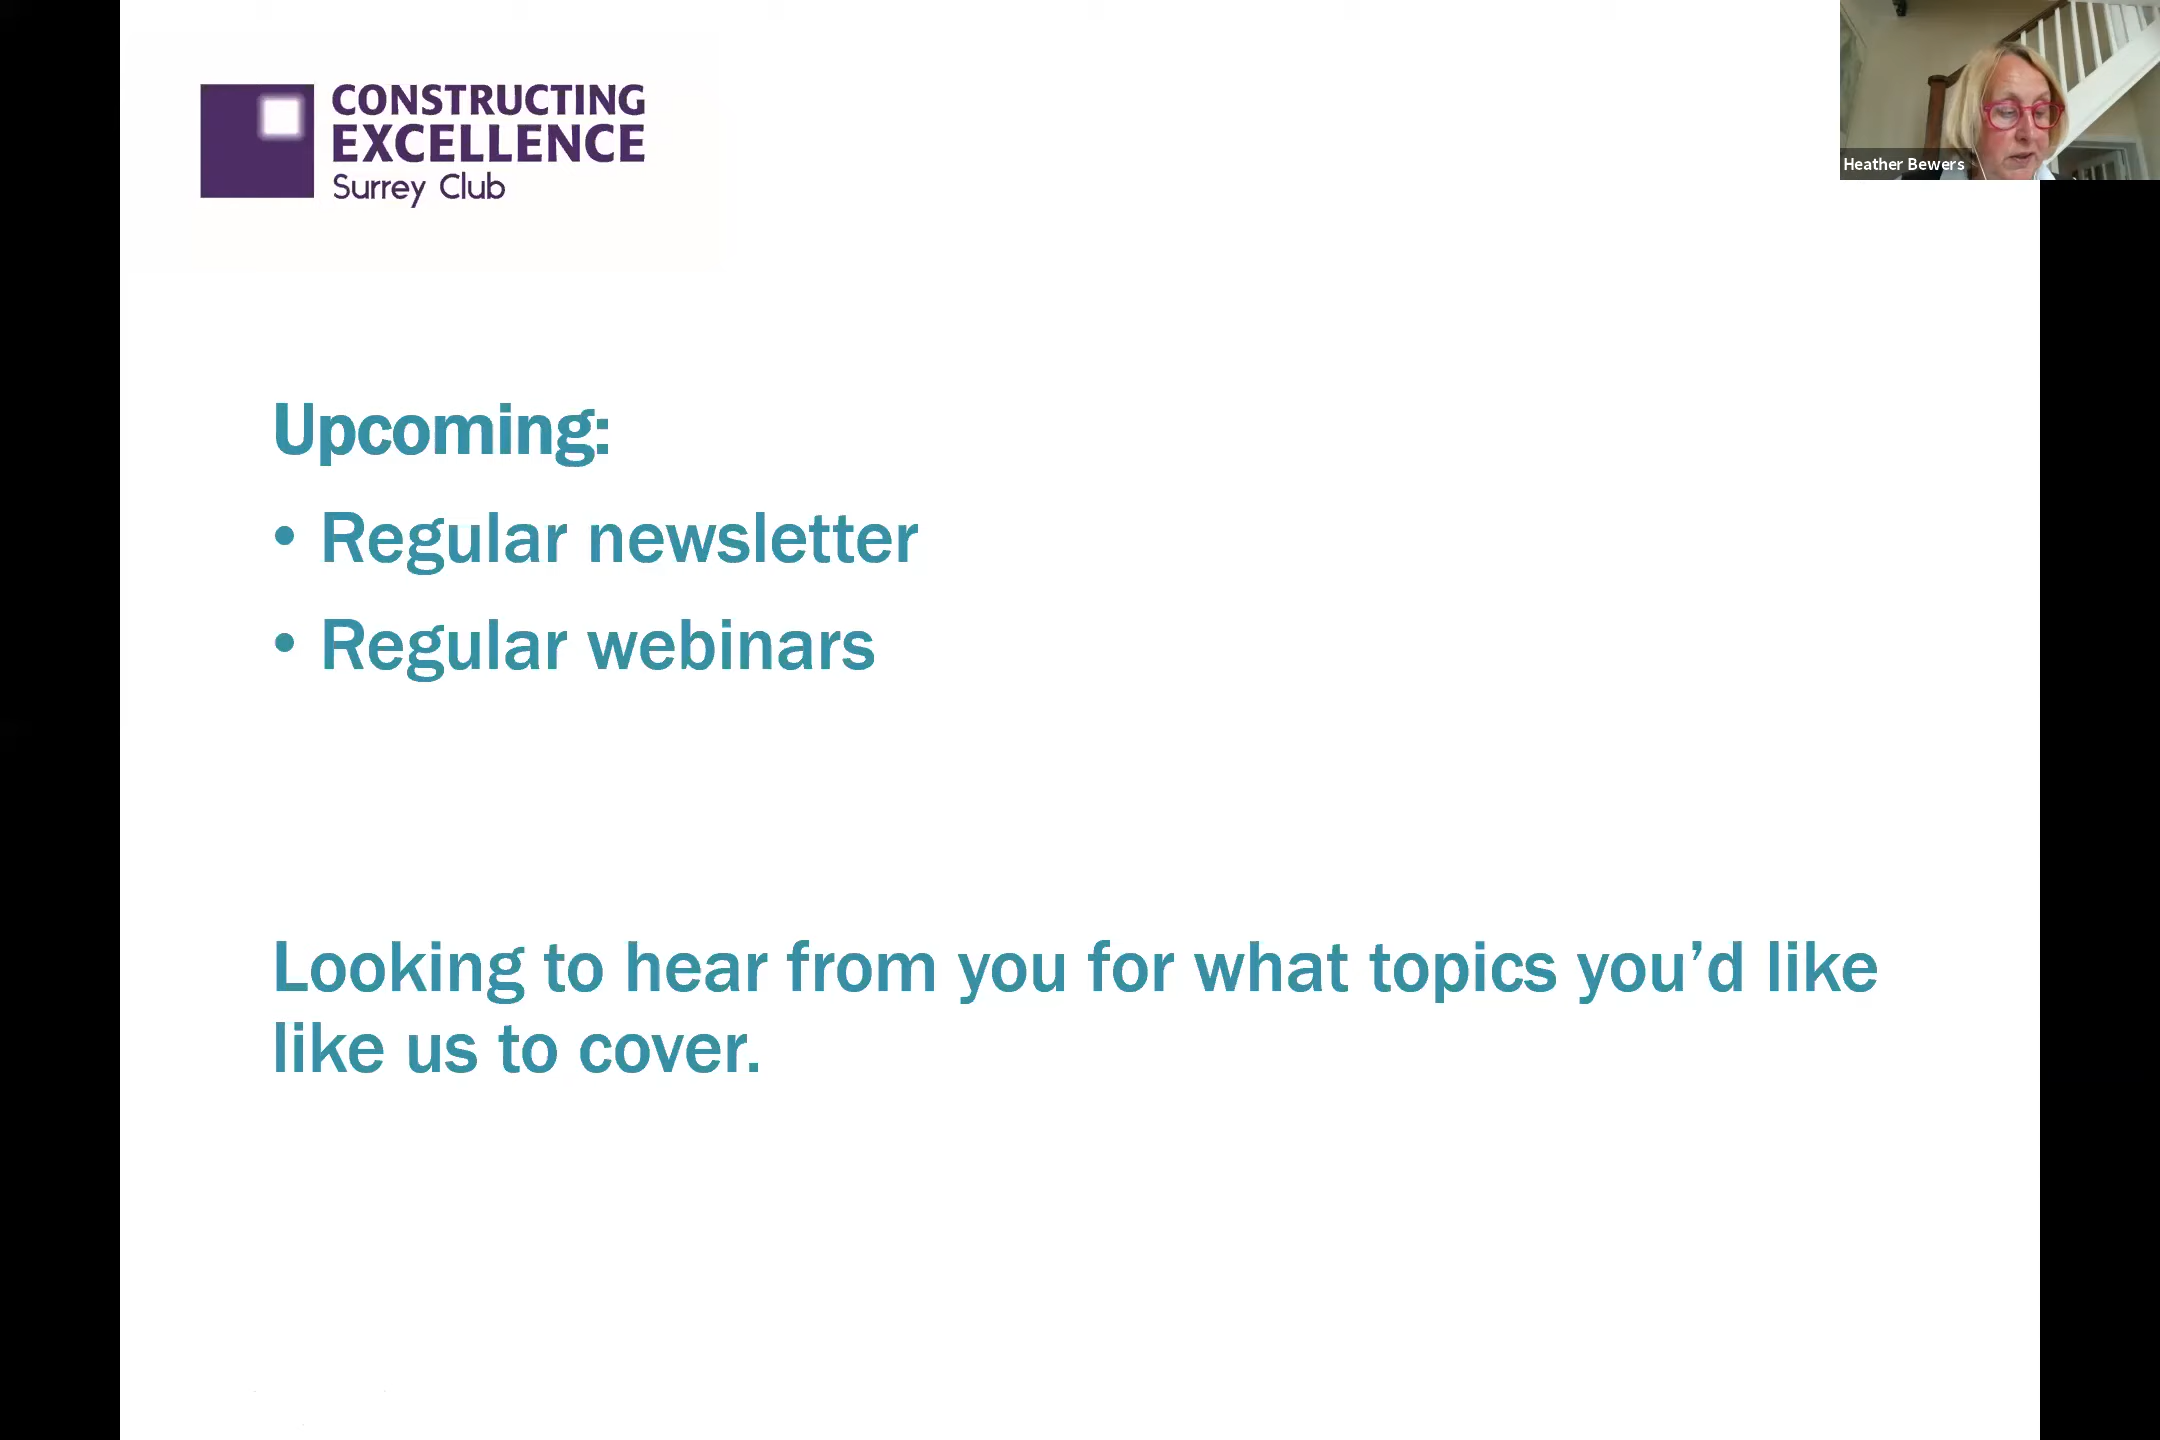 CONSTRUCTING
EXCELLENCE
Surrey Club
Heather Bewers
Upcoming:
• Regular newsletter
• Regular webinars
Looking to hear from you for what topics you’d like
like us to cover.